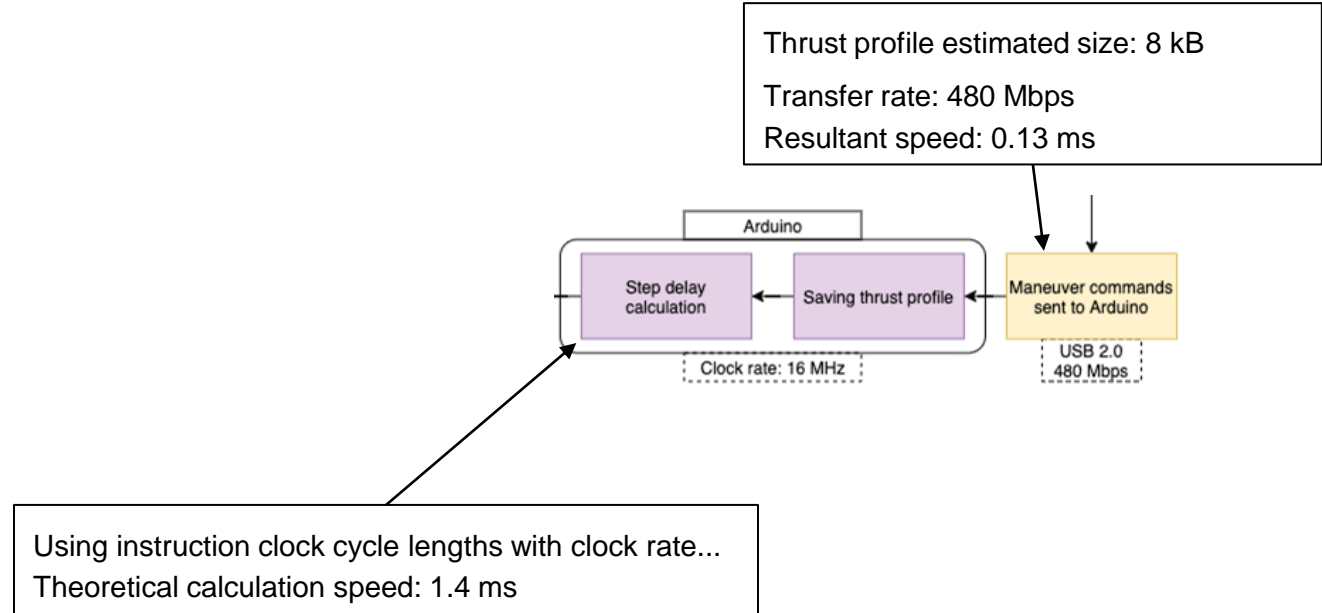 Thrust profile estimated size: 8 kB
Transfer rate: 480 Mbps
Resultant speed: 0.13 ms
Arduino
Step delay
calculation
Saving thrust profile
Maneuver commands
sent to Arduino
Clock rate: 16 MHz
USB 2.0
480 Mbps
Using instruction clock cycle lengths with clock rate...
Theoretical calculation speed: 1.4 ms